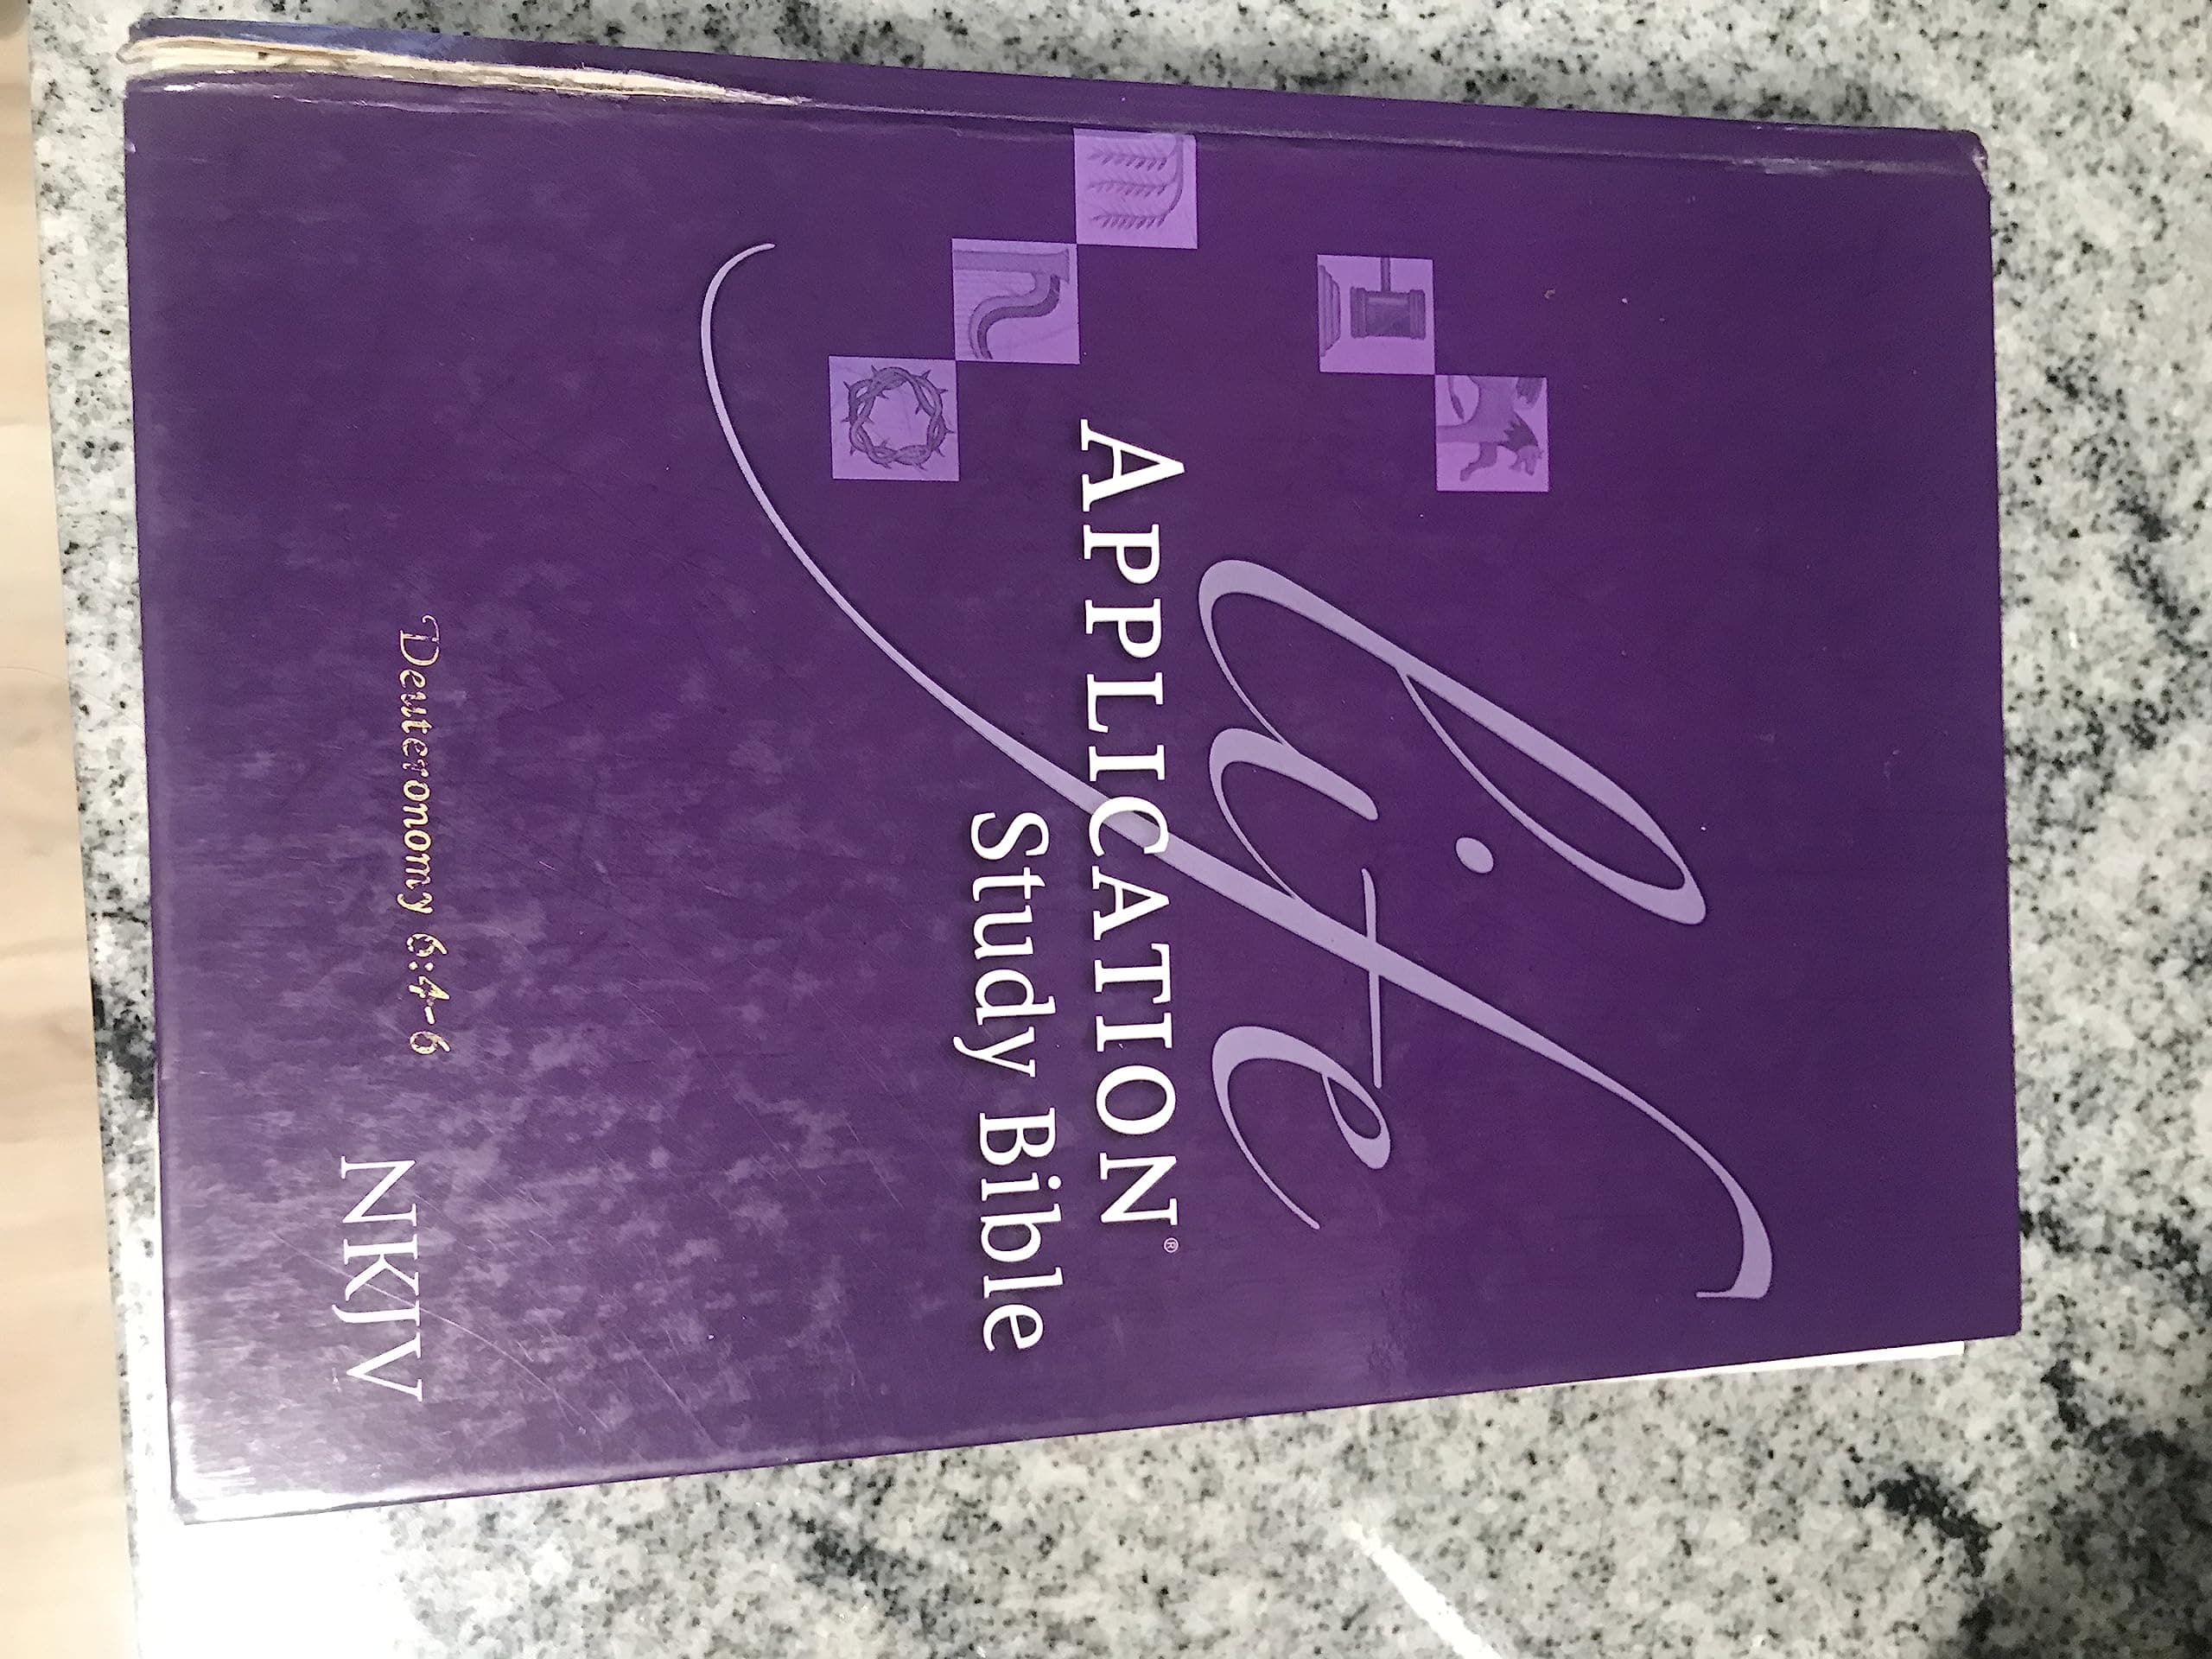 life
APPLICATION®
Study Bible
Deuteronomy 6:4-6
NKJV